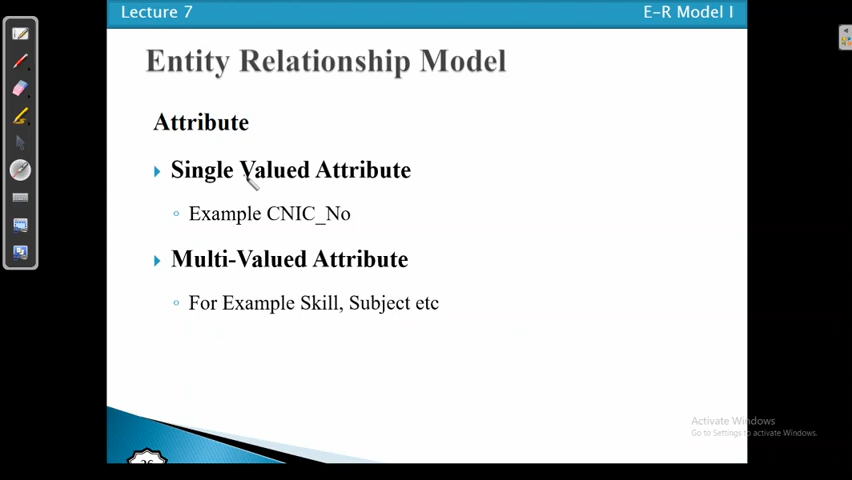 Lecture 7
E-R Model I
Entity Relationship Model
Attribute
Single Valued Attribute
Example CNIC_No
Multi-Valued Attribute
For Example Skill, Subject etc
Activate Windows
Go to Settings to activate Windows.